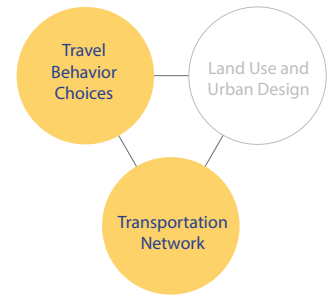 Travel
Behavior
Choices
Land Use and
Urban Design
Transportation
Network